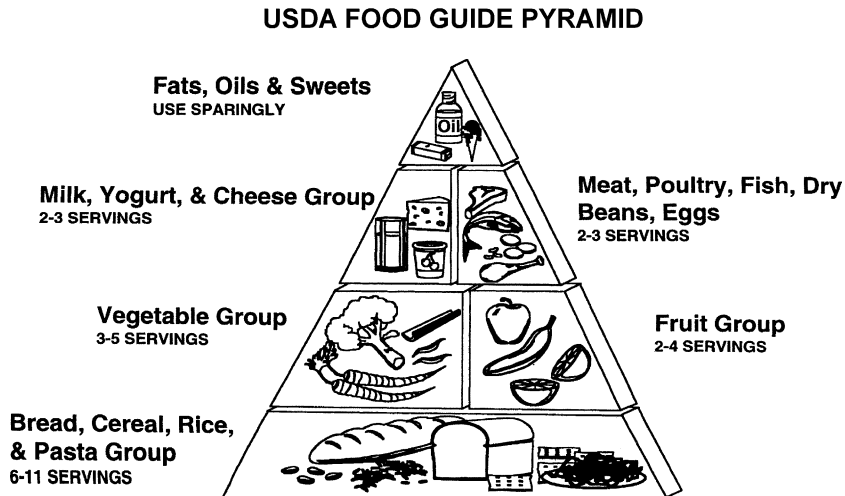 USDA FOOD GUIDE PYRAMID
Fats, Oils & Sweets
USE SPARINGLY
Oil
Milk, Yogurt, & Cheese Group
2-3 SERVINGS
Meat, Poultry, Fish, Dry
Beans, Eggs
2-3 SERVINGS
Vegetable Group
3-5 SERVINGS
Fruit Group
2-4 SERVINGS
Bread, Cereal, Rice,
& Pasta Group
6-11 SERVINGS